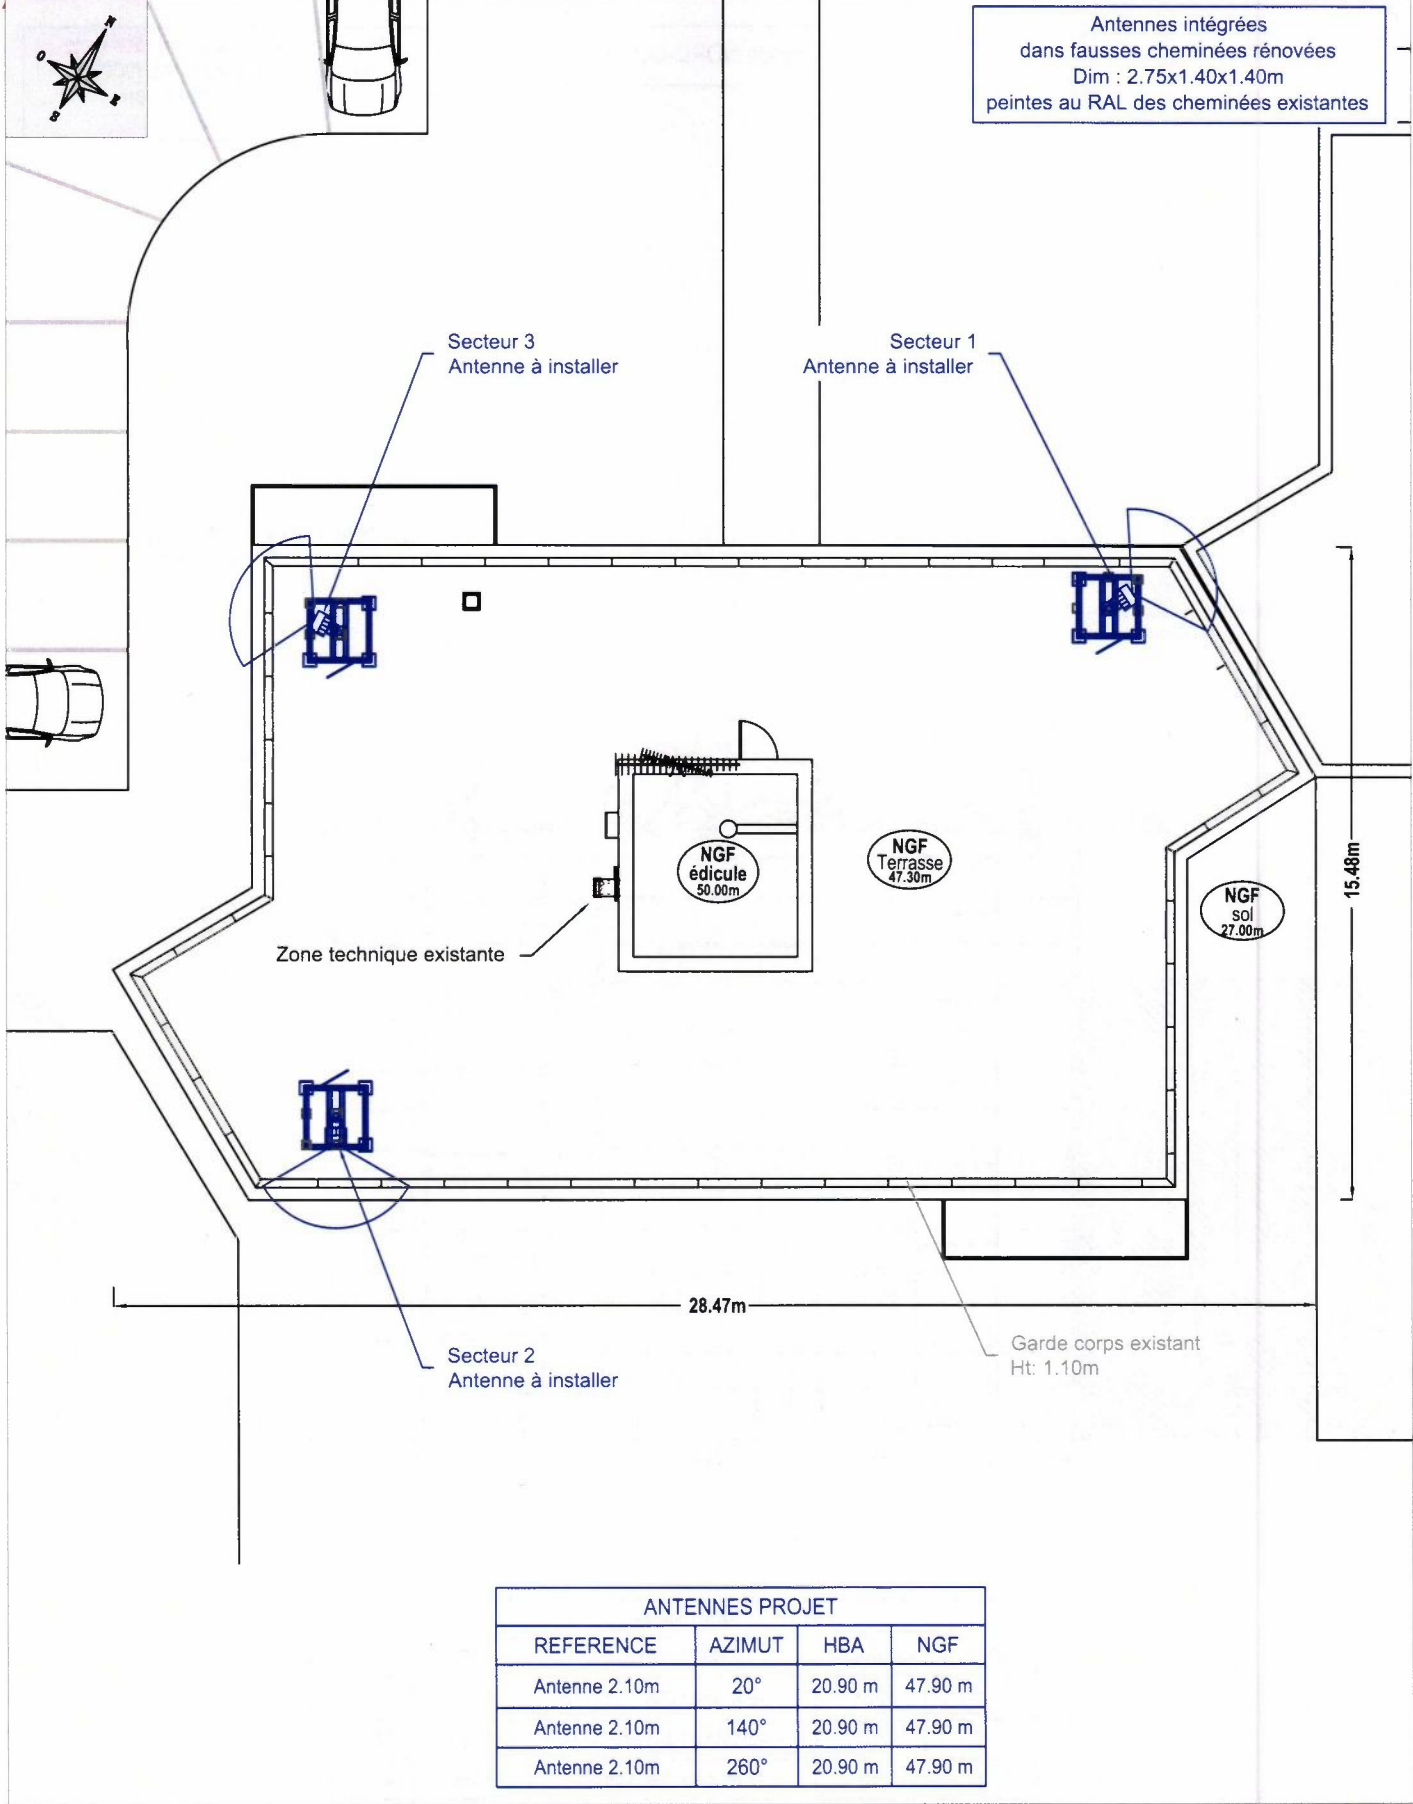 N
O
S
Antennes intégrées
dans fausses cheminées rénovées
Dim : 2.75x1.40x1.40m
peintes au RAL des cheminées existantes
Secteur 3
Antenne à installer
Secteur 1
Antenne à installer
NGF
édicule
50.00m
NGF
Terrasse
47.30m
NGF
sol
27.00m
15.48m
Zone technique existante
28.47m
Secteur 2
Antenne à installer
Garde corps existant
Ht: 1.10m
ANTENNES PROJET
REFERENCE AZIMUT HBA NGF
Antenne 2.10m 20° 20.90 m 47.90 m
Antenne 2.10m 140° 20.90 m 47.90 m
Antenne 2.10m 260° 20.90 m 47.90 m